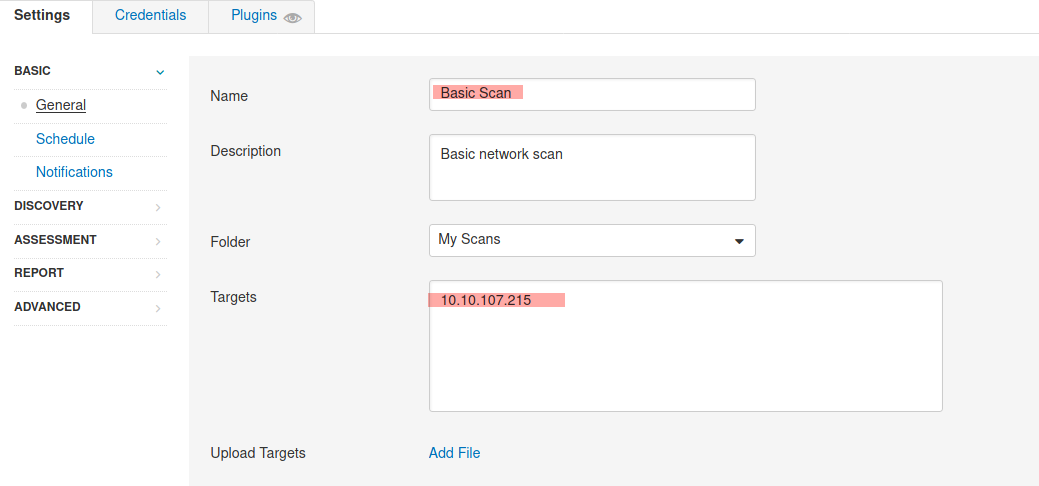 Settings Credentials Plugins
BASIC
General
Schedule
Notifications
DISCOVERY
ASSESSMENT
REPORT
ADVANCED
Name Basic Scan
Description Basic network scan
Folder My Scans
Targets 10.10.107.215
Upload Targets Add File